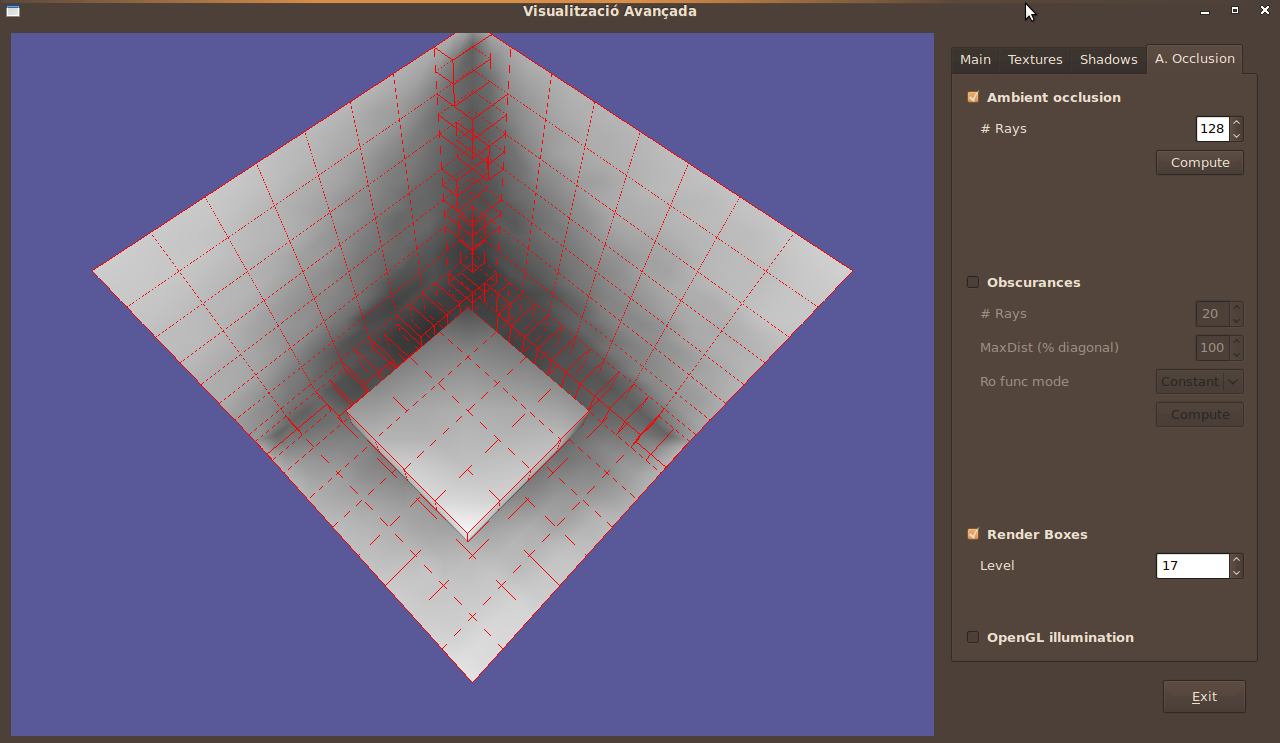 Visualització Avançada
Main Textures Shadows A. Occlusion
Ambient occlusion
# Rays 128
Compute
Obscurances
# Rays 20
MaxDist (% diagonal) 100
Ro func mode Constant
Compute
Render Boxes
Level 17
OpenGL illumination
Exit